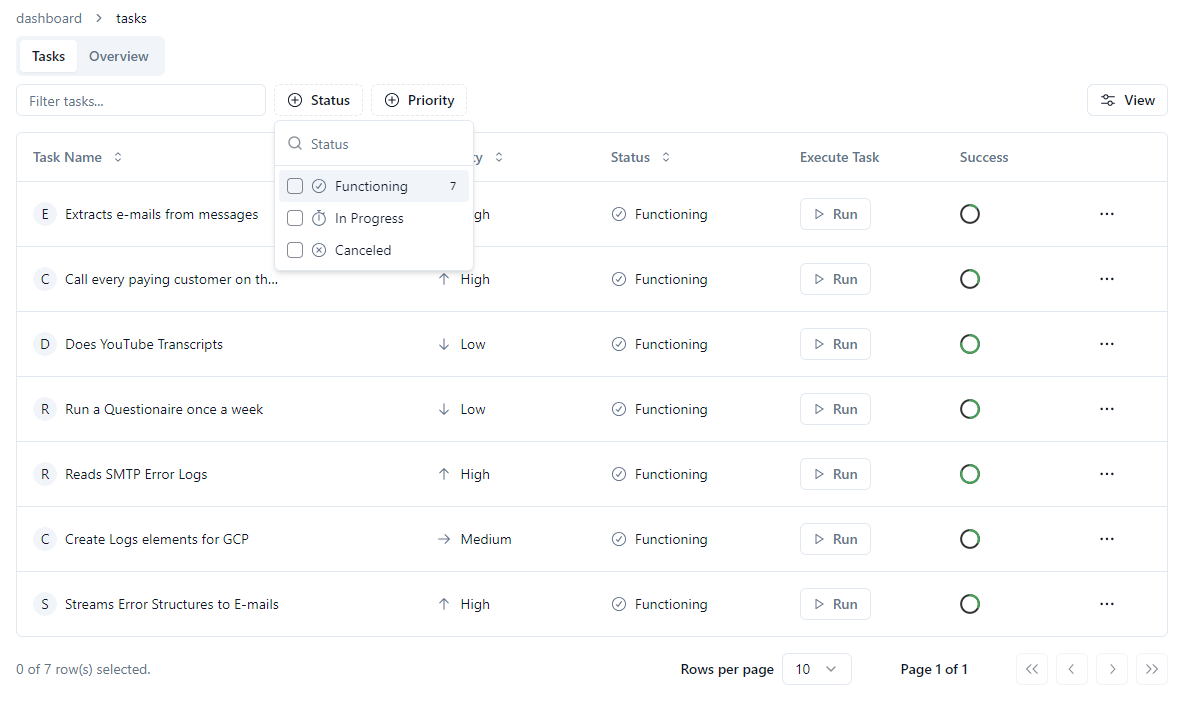 dashboard > tasks
Tasks Overview
Filter tasks... Status Priority View
Status
Functioning 7
In Progress
Canceled
Task Name ty Status Execute Task Success
E Extracts e-mails from messages gh Functioning Run
C Call every paying customer on th... High Functioning Run
D Does YouTube Transcripts Low Functioning Run
R Run a Questionaire once a week Low Functioning Run
R Reads SMTP Error Logs High Functioning Run
C Create Logs elements for GCP Medium Functioning Run
S Streams Error Structures to E-mails High Functioning Run
0 of 7 row(s) selected. Rows per page 10 Page 1 of 1